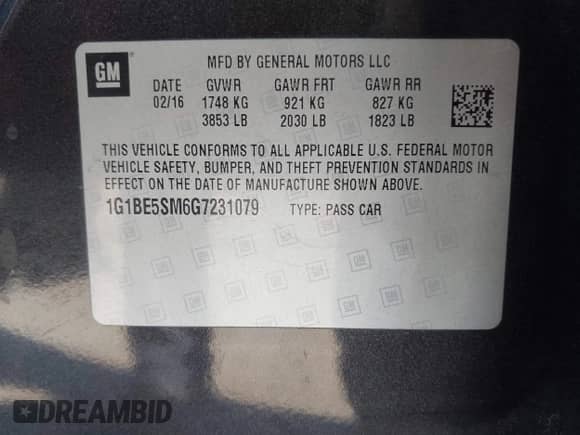 GM
MFD BY GENERAL MOTORS LLC
DATE GVWR GAWR FRT GAWR RR
02/16 1748 KG 921 KG 827 KG
3853 LB 2030 LB 1823 LB
THIS VEHICLE CONFORMS TO ALL APPLICABLE U.S. FEDERAL MOTOR
VEHICLE SAFETY, BUMPER, AND THEFT PREVENTION STANDARDS IN
EFFECT ON THE DATE OF MANUFACTURE SHOWN ABOVE.
1G1BE5SM6G7231079 TYPE: PASS CAR
DREAMBID